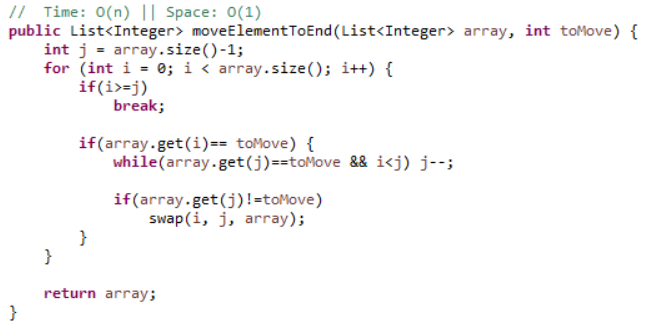 //  Time: O(n) || Space: O(1)
public List<Integer> moveElementToEnd(List<Integer> array, int toMove) {
    int j = array.size()-1;
    for (int i = 0; i < array.size(); i++) {
        if(i>=j)
            break;

        if(array.get(i)== toMove) {
            while(array.get(j)==toMove && i<j) j--;

            if(array.get(j)!=toMove)
                swap(i, j, array);
        }
    }

    return array;
}